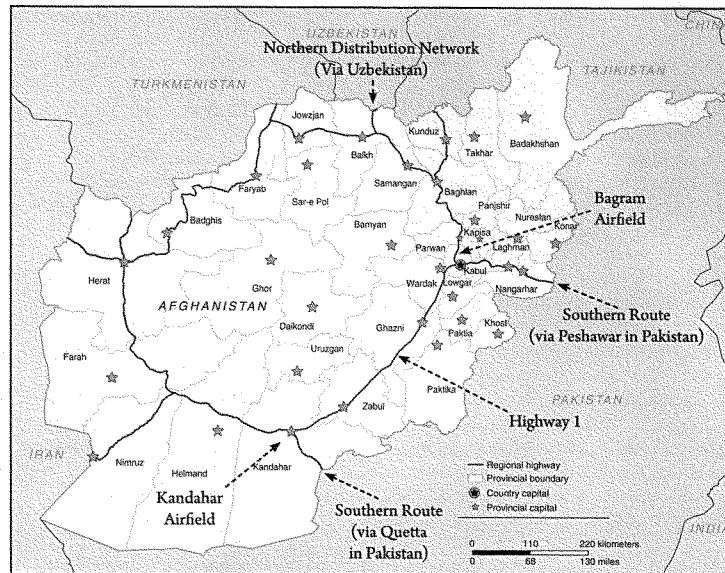 UZBEKISTAN
CHINA
Northern Distribution Network
(Via Uzbekistan)
TURKMENISTAN
TAJIKISTAN
Jowzjan
Kunduz
Balkh
Takhar
Badakhshan
Samangan
Faryab
Baghlan
Sar-e Pol
Panjshir
Bagram
Airfield
Badghis
Nurestan
Bamyan
Kapisa
Konar
Parwan
Laghman
Herat
Kabul
Wardak
Lowgar
Nangarhar
Ghor
AFGHANISTAN
Southern Route
(via Peshawar in Pakistan)
Daikondi
Ghazni
Paktia
Khost
Uruzgan
Farah
Paktika
PAKISTAN
Zabul
Highway 1
IRAN
Nimruz
Helmand
Kandahar
Kandahar
Airfield
Southern Route
(via Quetta
in Pakistan)
Regional highway
Provincial boundary
Country capital
Provincial capital
INDIA
0 110 220 kilometers
0 68 130 miles